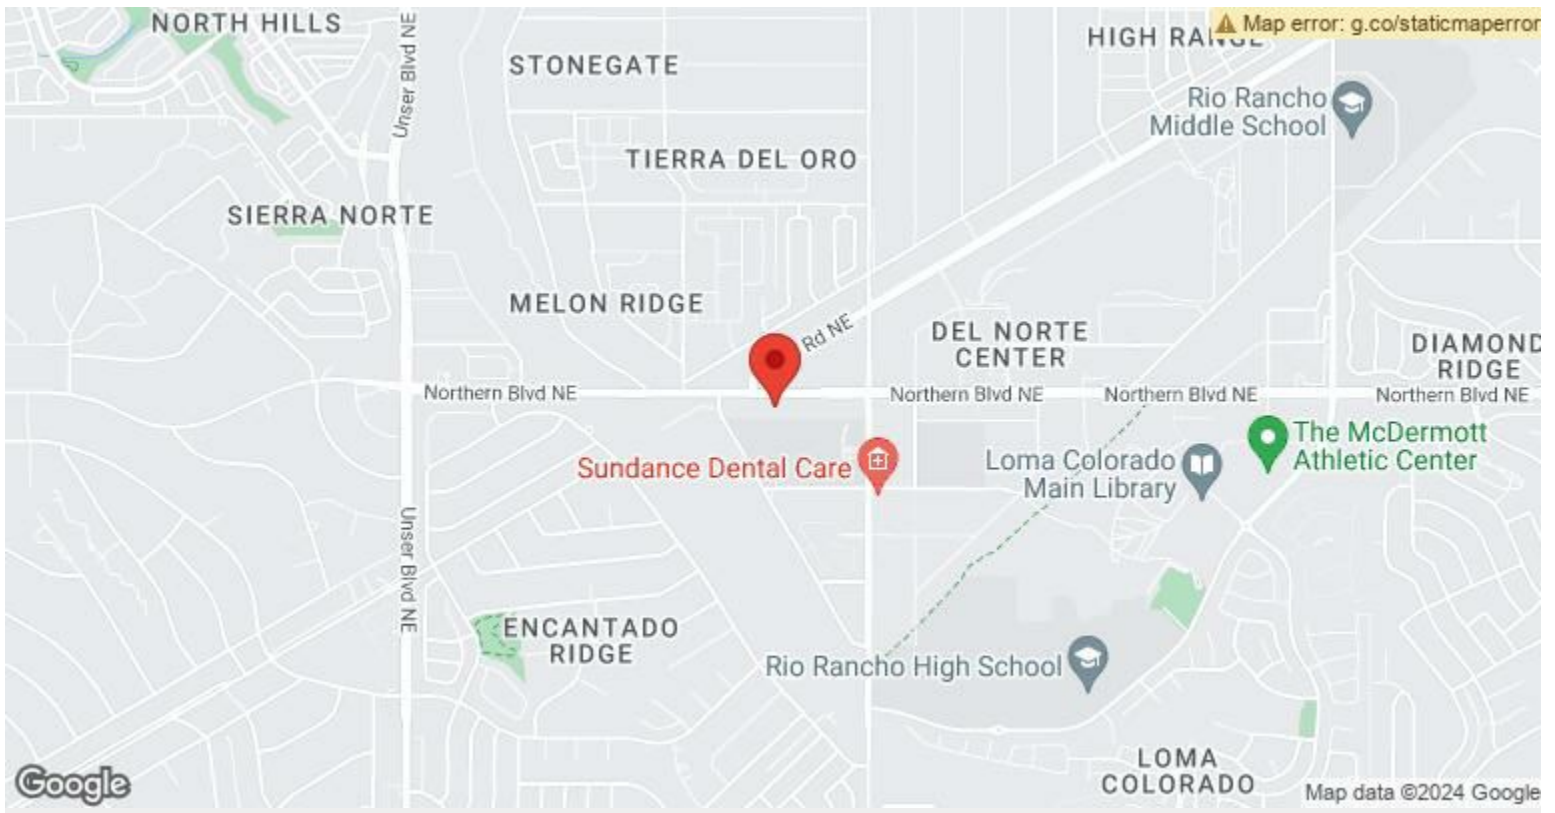 NORTH HILLS
Unser Blvd NE
STONEGATE
HIGH RANGE
Map error: g.co/staticmaperror
Rio Rancho
Middle School
TIERRA DEL ORO
SIERRA NORTE
MELON RIDGE
Rd NE
DEL NORTE
CENTER
DIAMOND
RIDGE
Northern Blvd NE
Northern Blvd NE
Northern Blvd NE
Northern Blvd NE
The McDermott
Athletic Center
Sundance Dental Care
Loma Colorado
Main Library
Unser Blvd NE
ENCANTADO
RIDGE
Rio Rancho High School
LOMA
COLORADO
Google
Map data ©2024 Google